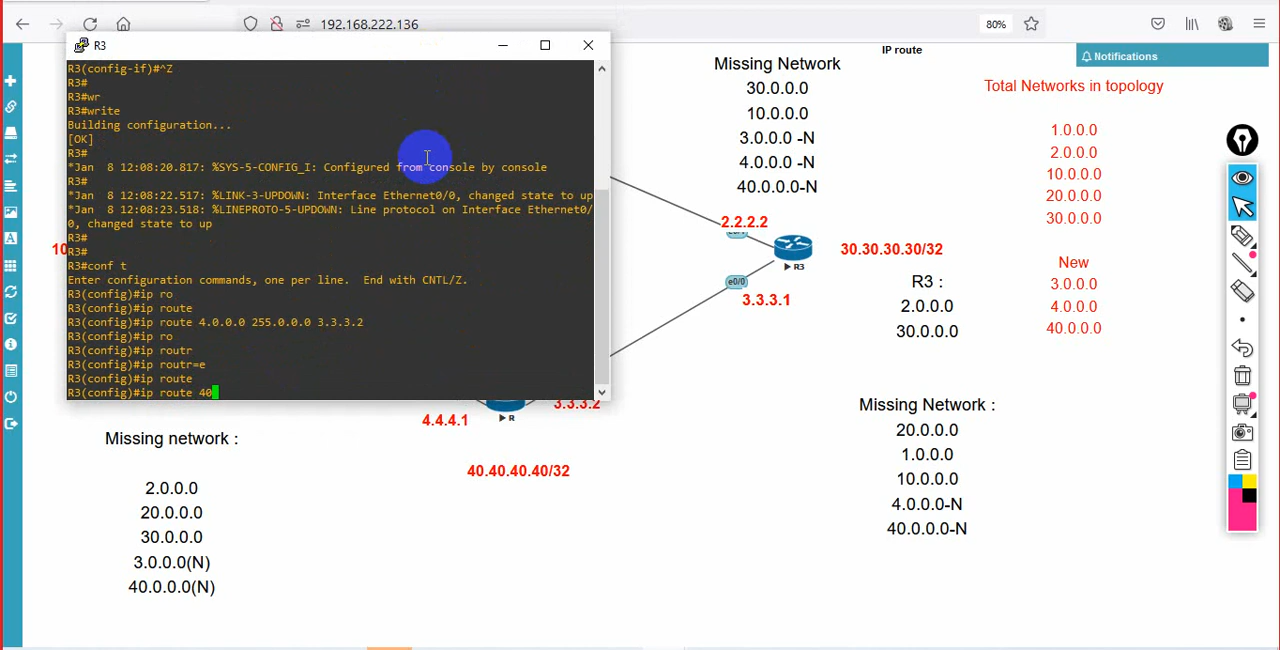 192.168.222.136
80%
R3
R3(config-if)#^Z
R3#
R3#wr
R3#write
Building configuration...
[OK]
R3#
*Jan  8 12:08:20.817: %SYS-5-CONFIG_I: Configured from console by console
R3#
*Jan  8 12:08:22.517: %LINK-3-UPDOWN: Interface Ethernet0/0, changed state to up
*Jan  8 12:08:23.518: %LINEPROTO-5-UPDOWN: Line protocol on Interface Ethernet0/
0, changed state to up
R3#
R3#
R3#conf t
Enter configuration commands, one per line.  End with CNTL/Z.
R3(config)#ip ro
R3(config)#ip route
R3(config)#ip route 4.0.0.0 255.0.0.0 3.3.3.2
R3(config)#ip ro
R3(config)#ip routr
R3(config)#ip routr=e
R3(config)#ip route
R3(config)#ip route 40
IP route
Notifications
Missing Network
30.0.0.0
10.0.0.0
3.0.0.0 -N
4.0.0.0 -N
40.0.0.0-N
Total Networks in topology
1.0.0.0
2.0.0.0
10.0.0.0
20.0.0.0
30.0.0.0
New
3.0.0.0
4.0.0.0
40.0.0.0
10
2.2.2.2
R3
30.30.30.30/32
e0/0
3.3.3.1
R3 :
2.0.0.0
30.0.0.0
3.3.3.2
4.4.4.1
R
40.40.40.40/32
Missing network :
2.0.0.0
20.0.0.0
30.0.0.0
3.0.0.0(N)
40.0.0.0(N)
Missing Network :
20.0.0.0
1.0.0.0
10.0.0.0
4.0.0.0-N
40.0.0.0-N